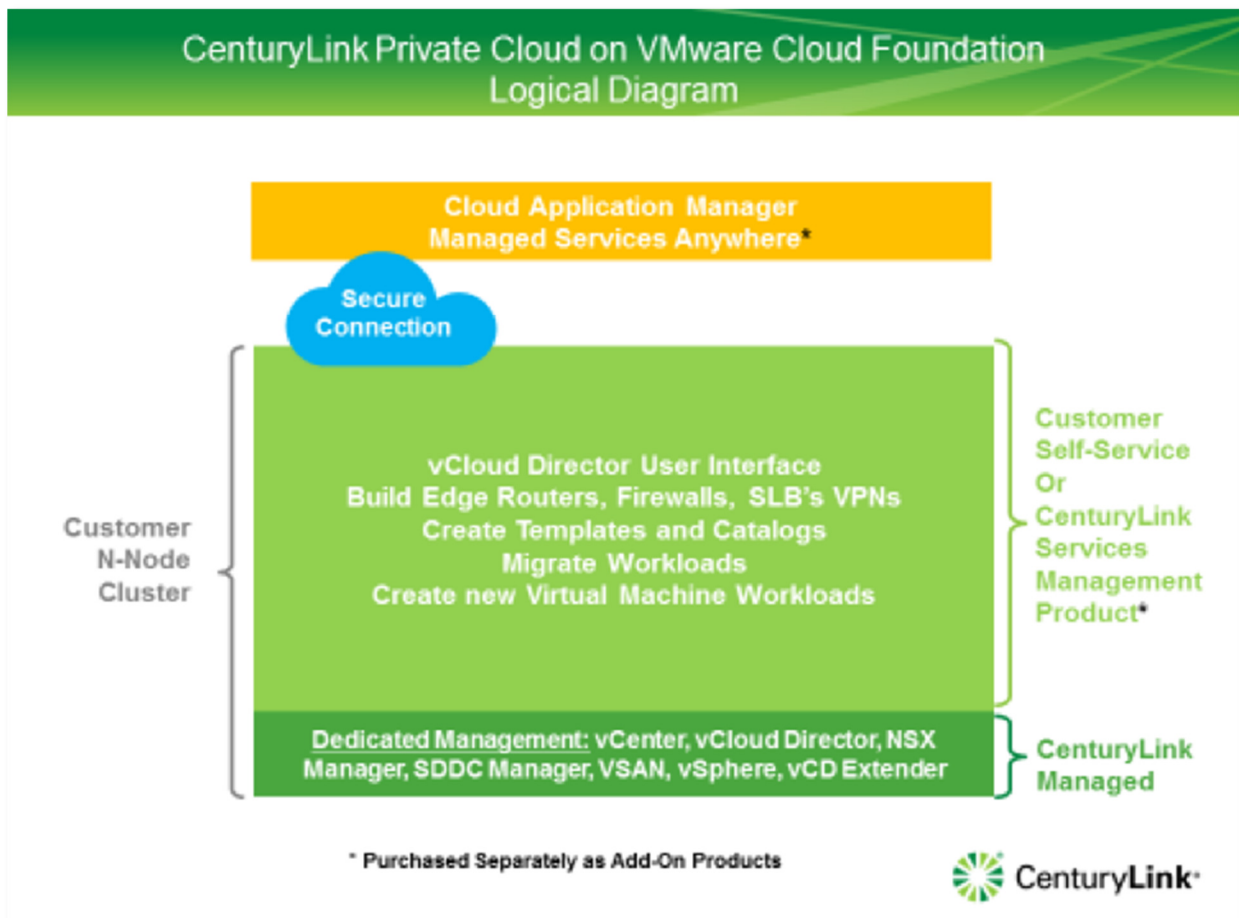 CenturyLink Private Cloud on VMware Cloud Foundation
Logical Diagram
Cloud Application Manager
Managed Services Anywhere*
Secure
Connection
Customer
N-Node
Cluster
vCloud Director User Interface
Build Edge Routers, Firewalls, SLB's VPNs
Create Templates and Catalogs
Migrate Workloads
Create new Virtual Machine Workloads
Customer
Self-Service
Or
CenturyLink
Services
Management
Product*
Dedicated Management: vCenter, vCloud Director, NSX
Manager, SDDC Manager, VSAN, vSphere, vCD Extender
CenturyLink
Managed
* Purchased Separately as Add-On Products
CenturyLink